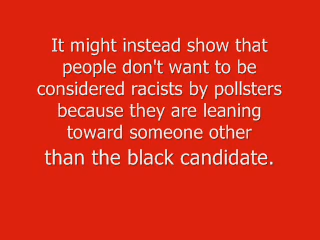 It might instead show that
people don't want to be
considered racists by pollsters
because they are leaning
toward someone other
than the black candidate.